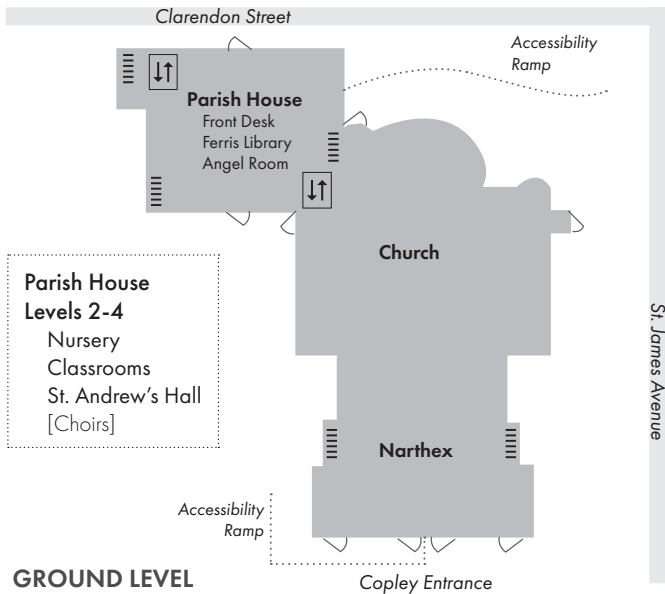 Clarendon Street
Accessibility
Ramp
Parish House
Front Desk
Ferris Library
Angel Room
Church
Parish House
Levels 2-4
Nursery
Classrooms
St. Andrew's Hall
[Choirs]
St. James Avenue
Narthex
Accessibility
Ramp
GROUND LEVEL
Copley Entrance